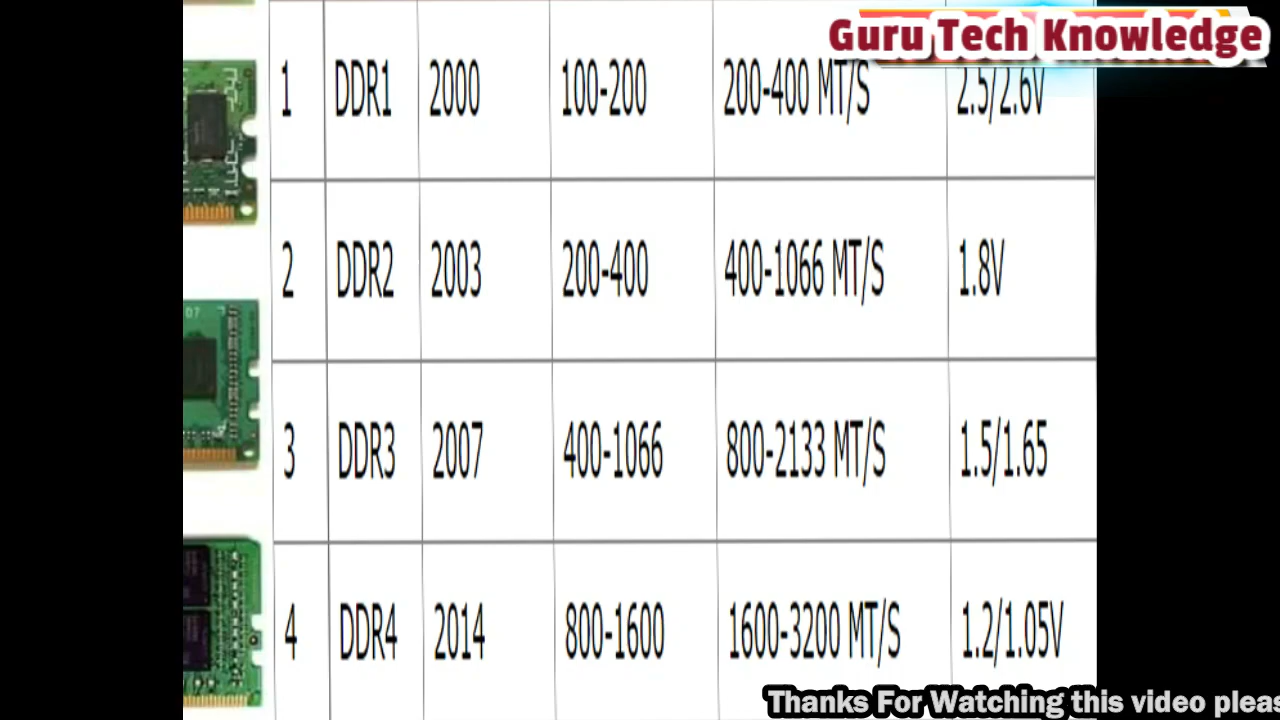 Guru Tech Knowledge
1 DDR1 2000 100-200 200-400 MT/S 2.5/2.6V
2 DDR2 2003 200-400 400-1066 MT/S 1.8V
07
3 DDR3 2007 400-1066 800-2133 MT/S 1.5/1.65
4 DDR4 2014 800-1600 1600-3200 MT/S 1.2/1.05V
Thanks For Watching this video pleas